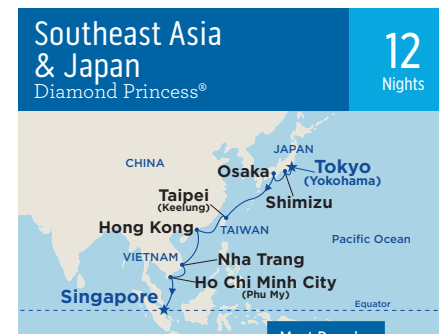 Southeast Asia
& Japan
Diamond Princess®
12
Nights
JAPAN
CHINA
Osaka
Tokyo
(Yokohama)
Taipei
(Keelung)
Shimizu
Hong Kong
TAIWAN
Pacific Ocean
VIETNAM
Nha Trang
Ho Chi Minh City
(Phu My)
Singapore
Equator